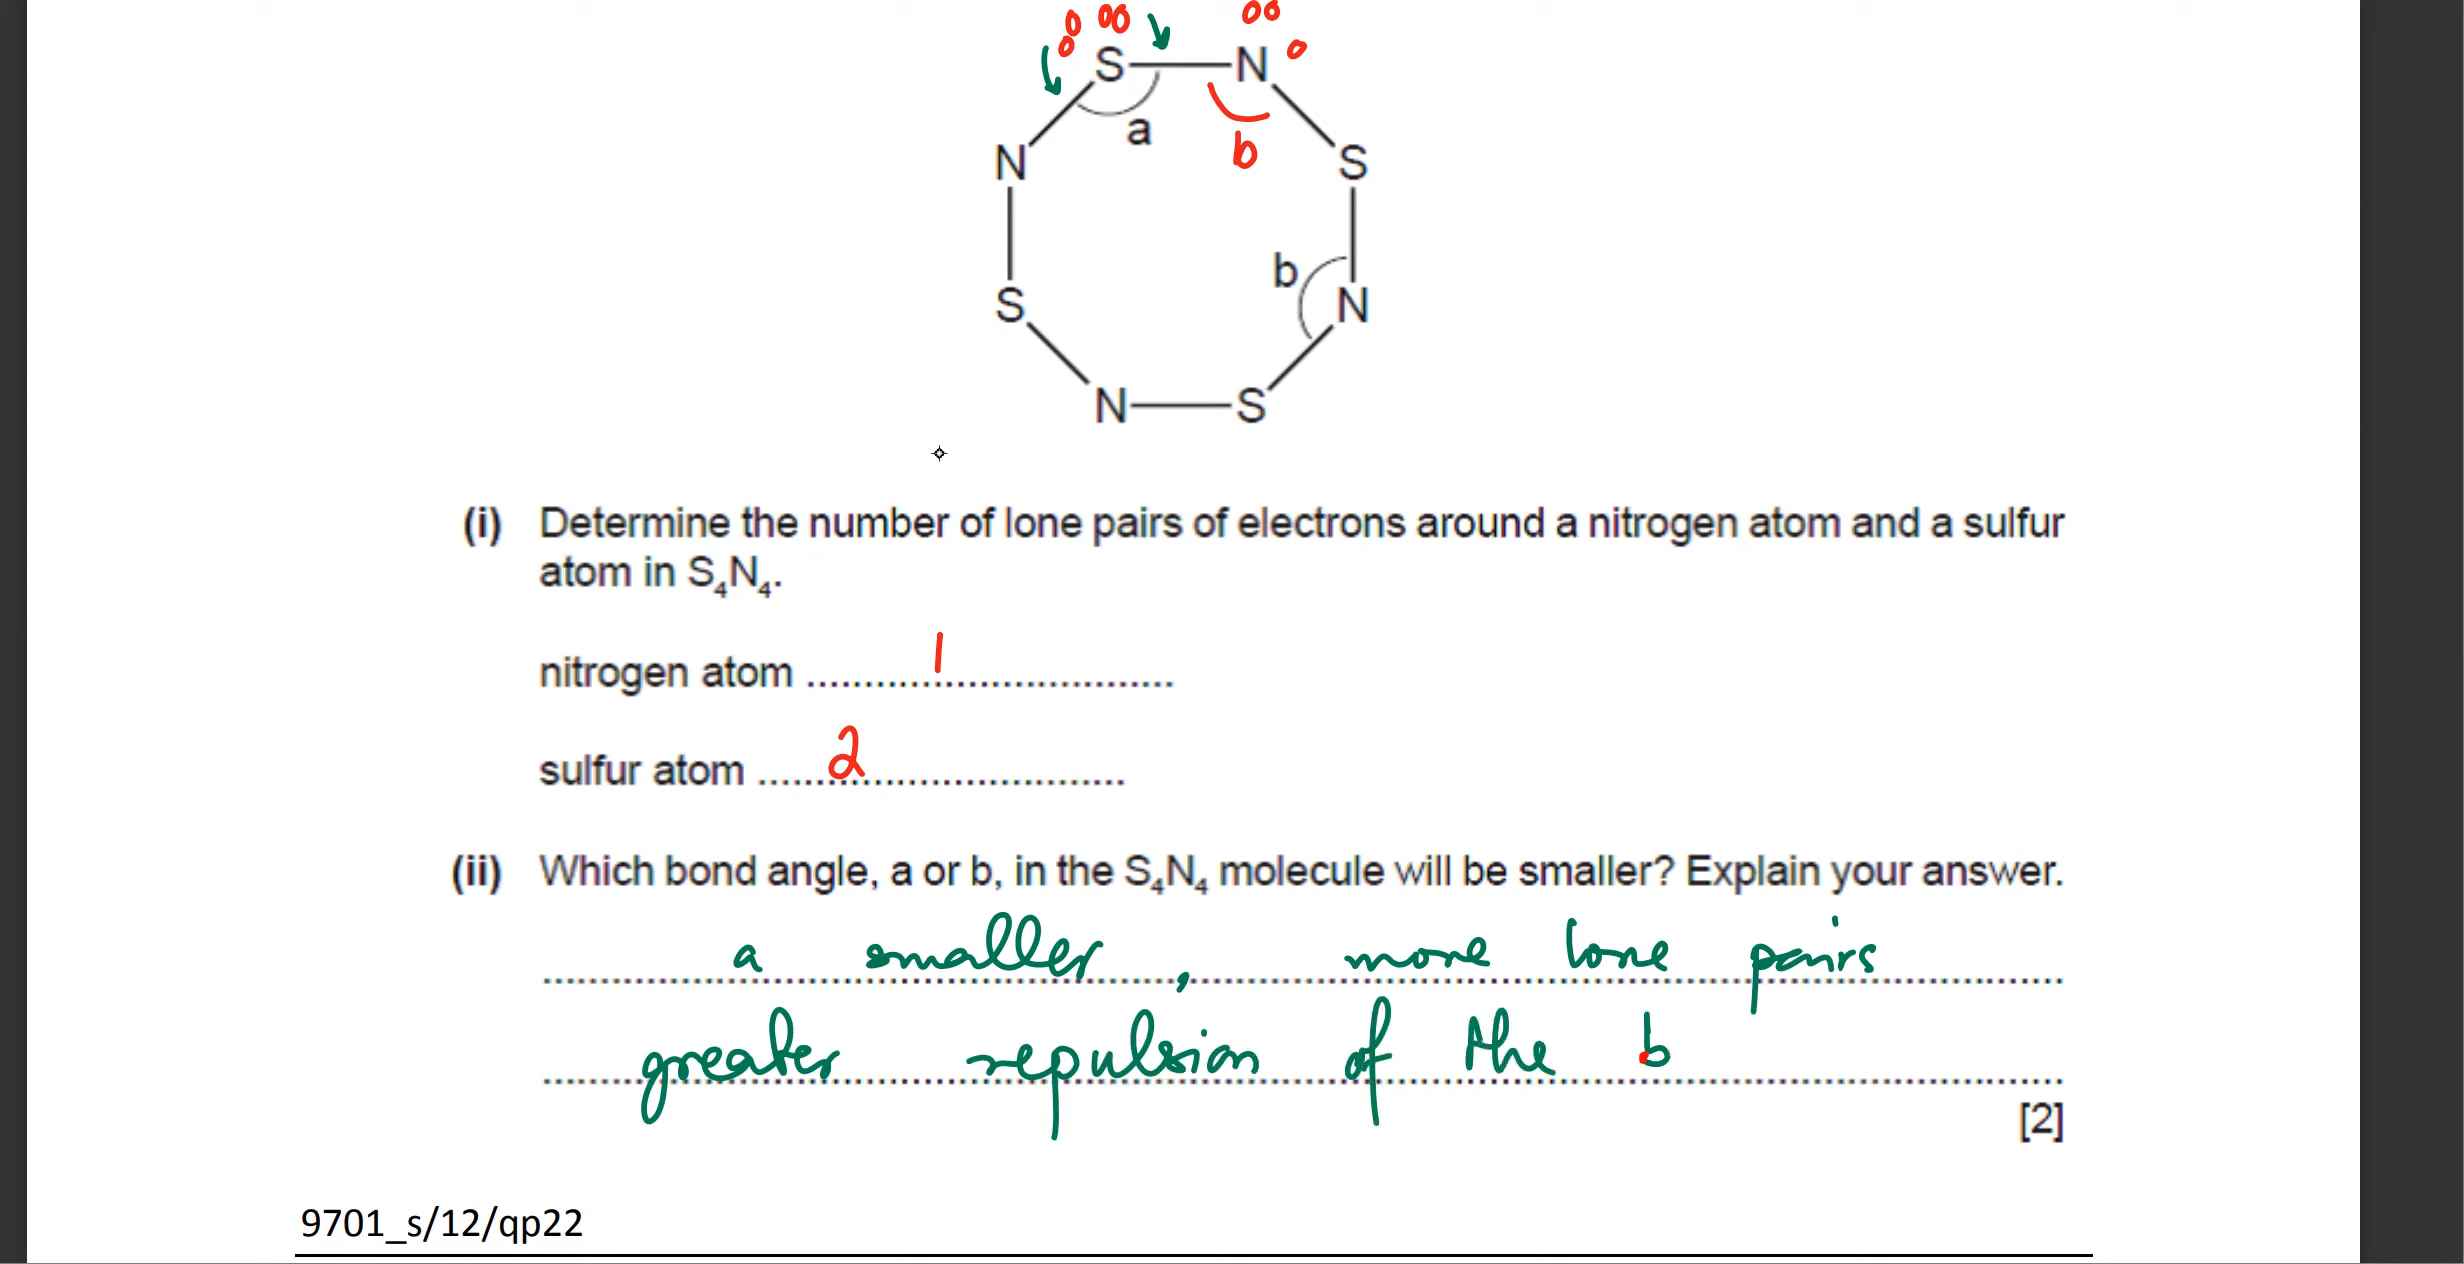 S N
a b
N S
b
S N
N S
(i) Determine the number of lone pairs of electrons around a nitrogen atom and a sulfur
atom in S₄N₄.
nitrogen atom ................1................
sulfur atom ........2........................
(ii) Which bond angle, a or b, in the S₄N₄ molecule will be smaller? Explain your answer.
a smaller, more lone pairs
greater repulsion of the b
[2]
9701_s/12/qp22